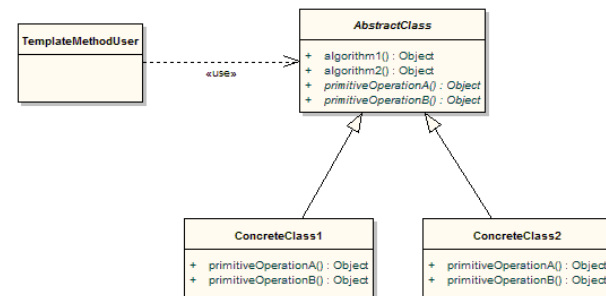 TemplateMethodUser
«use»
AbstractClass
+ algorithm1() : Object
+ algorithm2() : Object
+ primitiveOperationA() : Object
+ primitiveOperationB() : Object
ConcreteClass1
+ primitiveOperationA() : Object
+ primitiveOperationB() : Object
ConcreteClass2
+ primitiveOperationA() : Object
+ primitiveOperationB() : Object